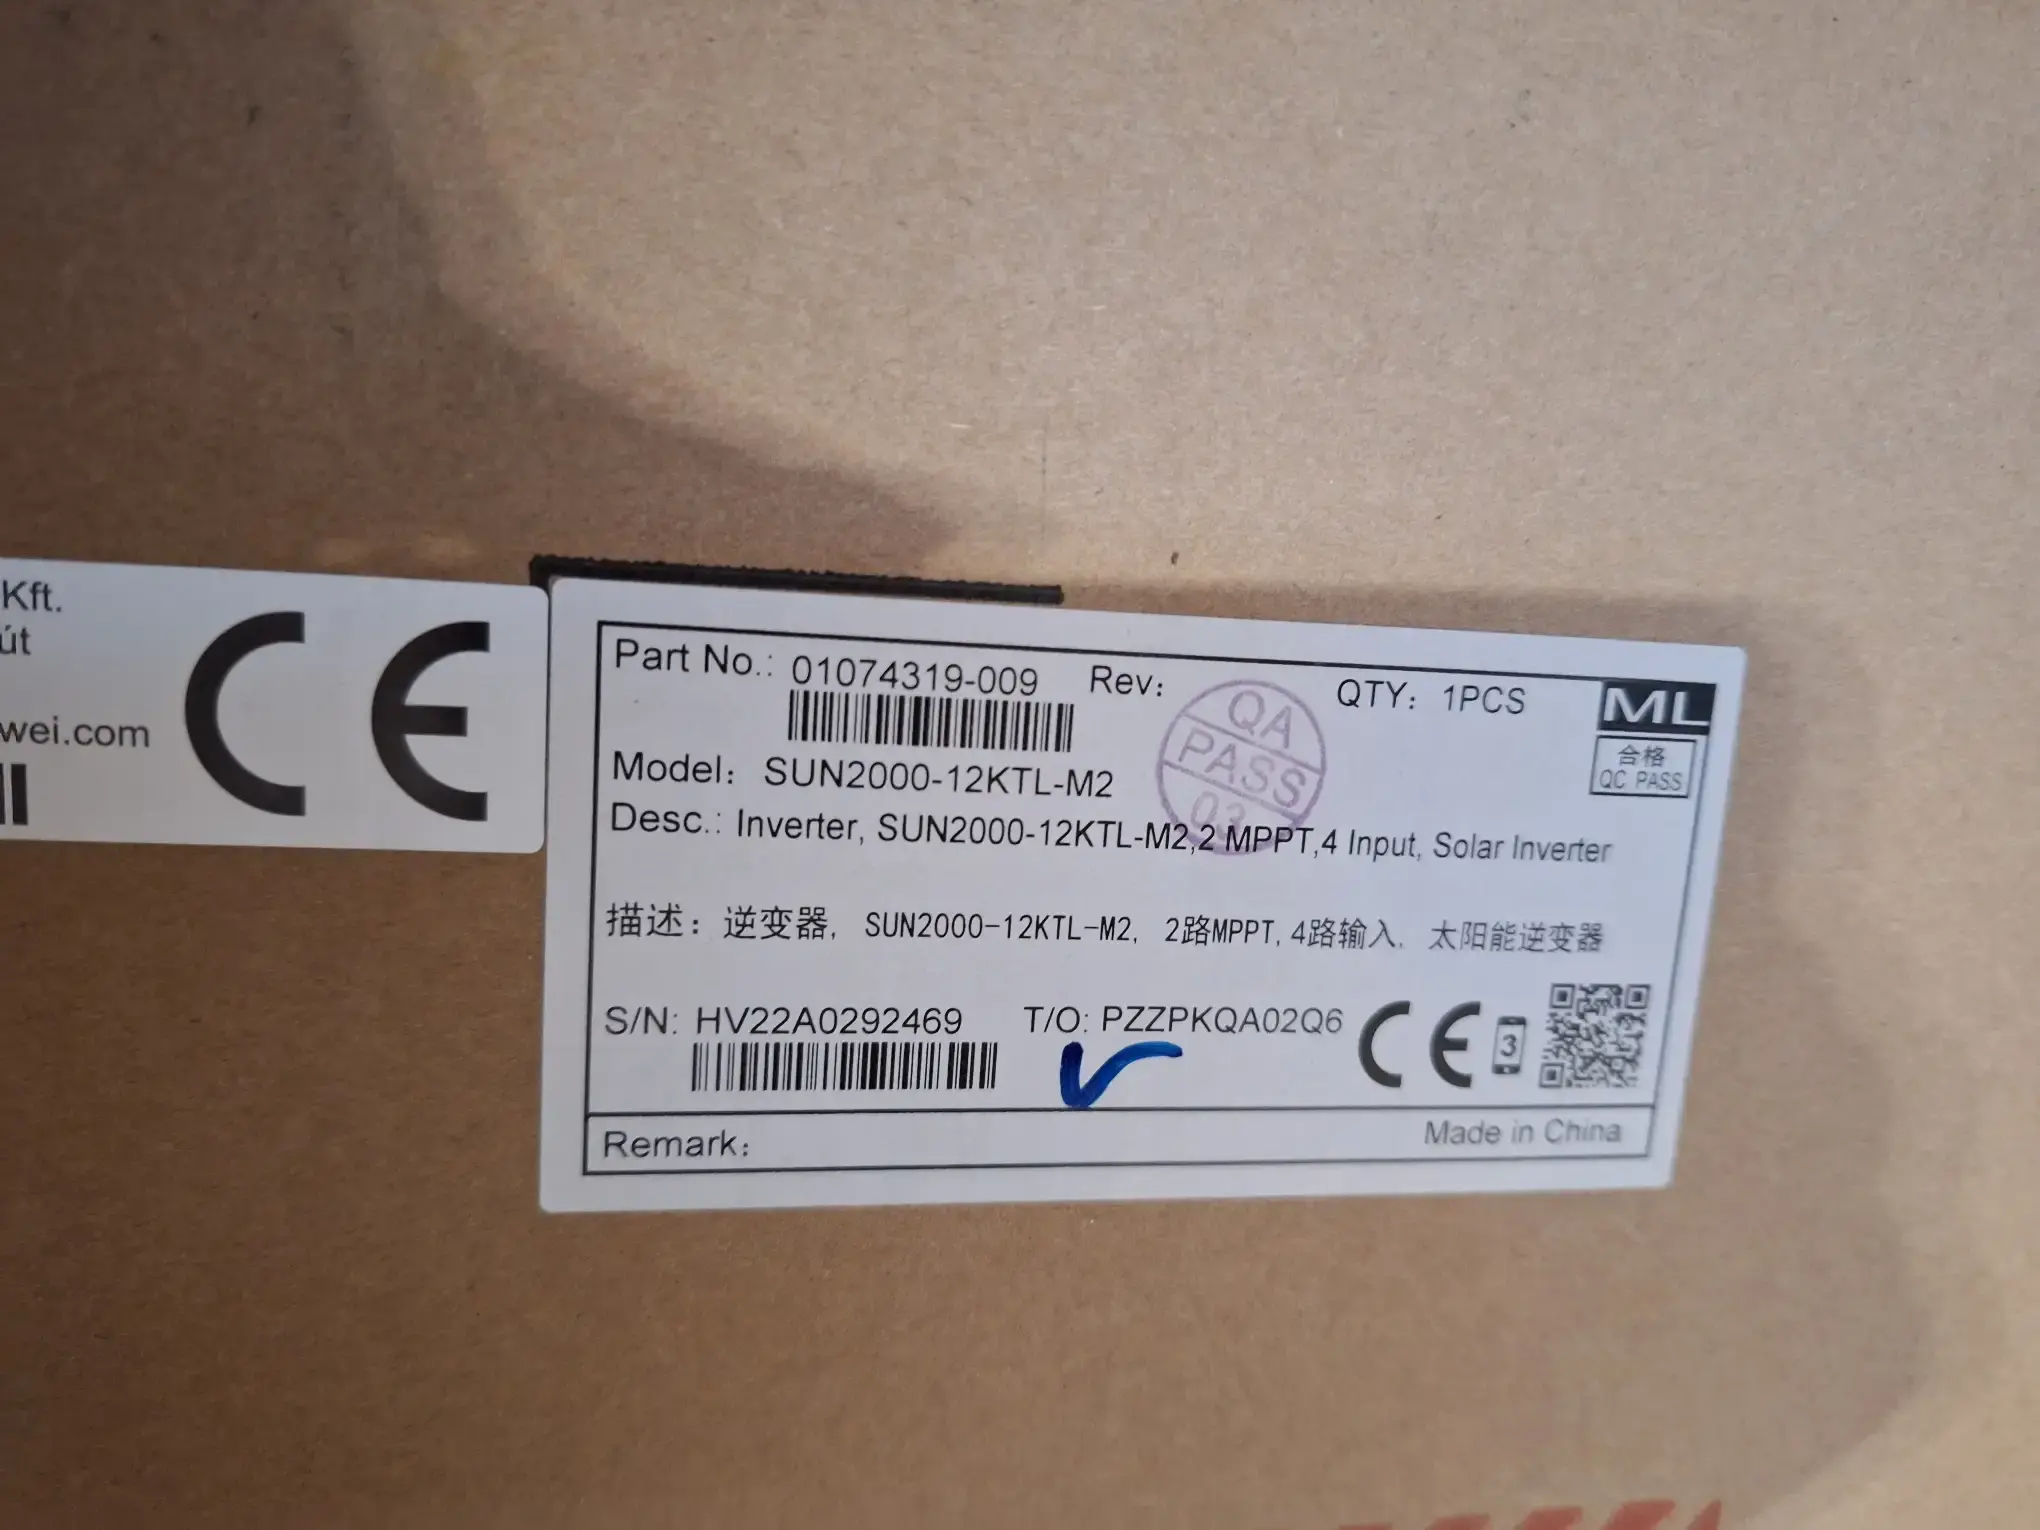 Kft.
út
wei.com
CE
Part No.: 01074319-009 Rev: QTY: 1PCS
ML
合格
QC PASS
QA
PASS
03
Model: SUN2000-12KTL-M2
Desc.: Inverter, SUN2000-12KTL-M2,2 MPPT,4 Input, Solar Inverter
描述: 逆变器, SUN2000-12KTL-M2, 2路MPPT, 4路输入, 太阳能逆变器
S/N: HV22A0292469 T/O: PZZPKQA02Q6 CE 3
Remark: Made in China